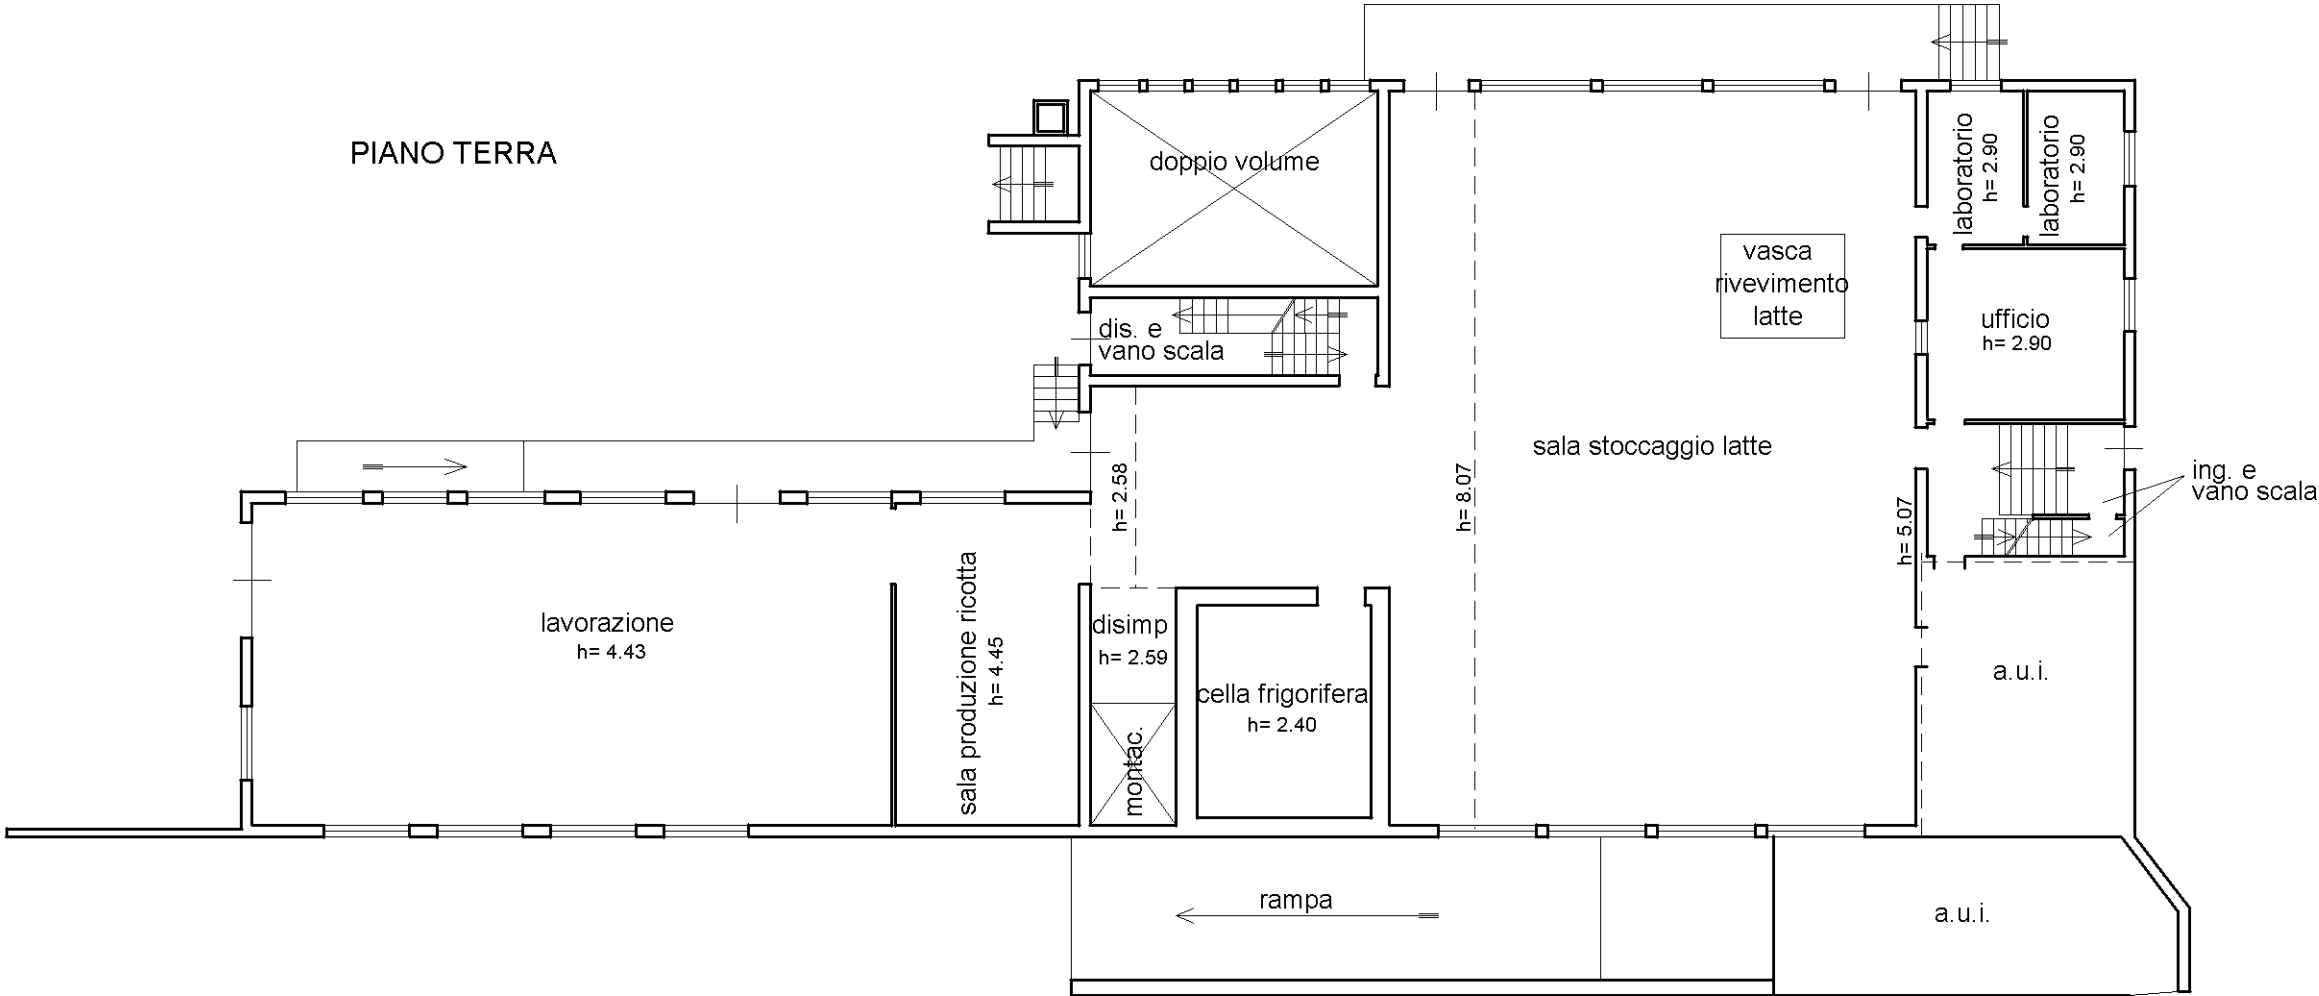 PIANO TERRA
doppio volume
laboratorio
h= 2.90
laboratorio
h= 2.90
vasca
rivevimento
latte
ufficio
h= 2.90
dis. e
vano scala
sala stoccaggio latte
h= 2.58
h= 8.07
h= 5.07
ing. e
vano scala
lavorazione
h= 4.43
sala produzione ricotta
h= 4.45
disimp
h= 2.59
montac.
cella frigorifera
h= 2.40
a.u.i.
rampa
a.u.i.